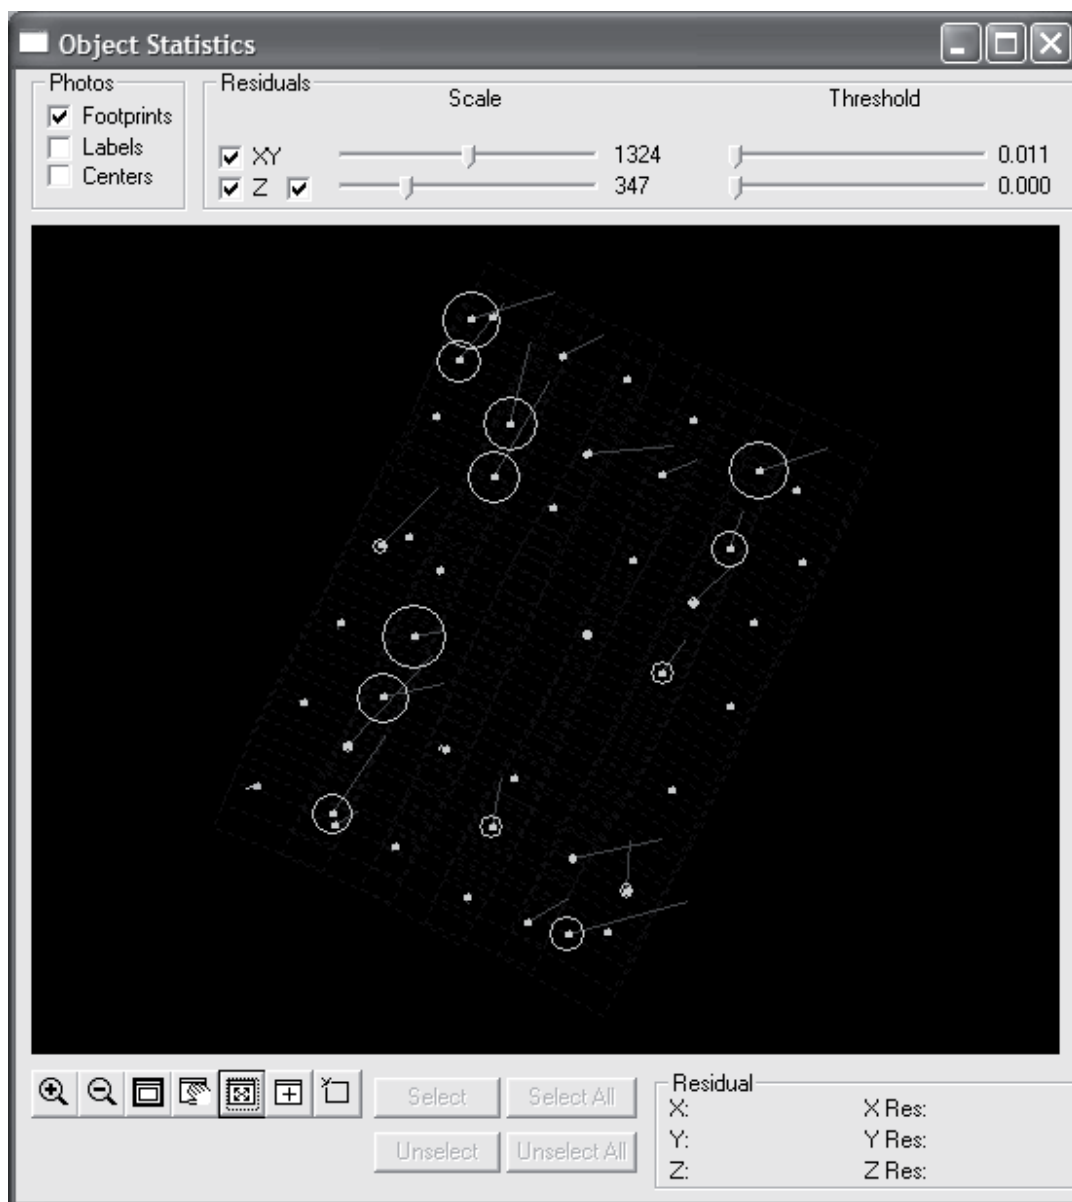 Object Statistics
Photos
Footprints
Labels
Centers
Residuals
Scale
Threshold
XY
1324
0.011
Z
347
0.000
Select
Select All
Unselect
Unselect All
Residual
X:
X Res:
Y:
Y Res:
Z:
Z Res: